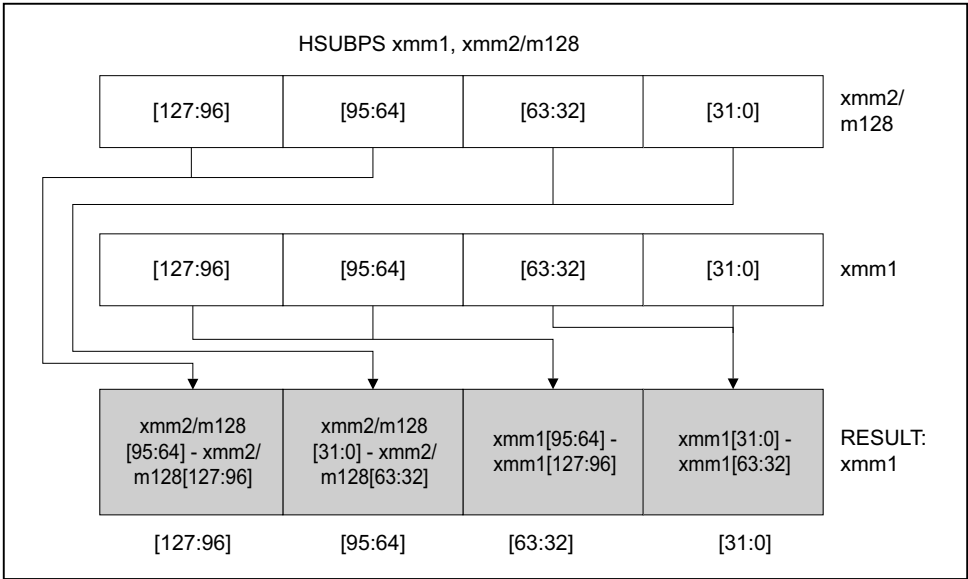 HSUBPS xmm1, xmm2/m128
[127:96] [95:64] [63:32] [31:0]
xmm2/
m128
[127:96] [95:64] [63:32] [31:0] xmm1
xmm2/m128
[95:64] - xmm2/
m128[127:96]
xmm2/m128
[31:0] - xmm2/
m128[63:32]
xmm1[95:64] -
xmm1[127:96]
xmm1[31:0] -
xmm1[63:32]
RESULT:
xmm1
[127:96] [95:64] [63:32] [31:0]